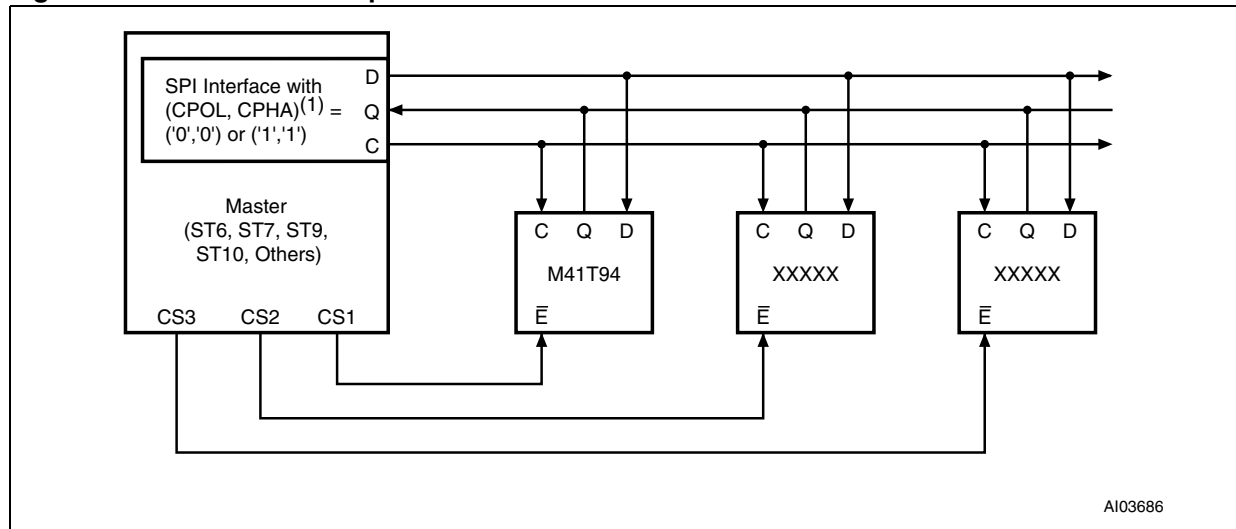 SPI Interface with
(CPOL, CPHA)(1) =
('0','0') or ('1','1')
D
Q
C
Master
(ST6, ST7, ST9,
ST10, Others)
CS3 CS2 CS1
C Q D
M41T94
E̅
C Q D
XXXXX
E̅
C Q D
XXXXX
E̅
AI03686